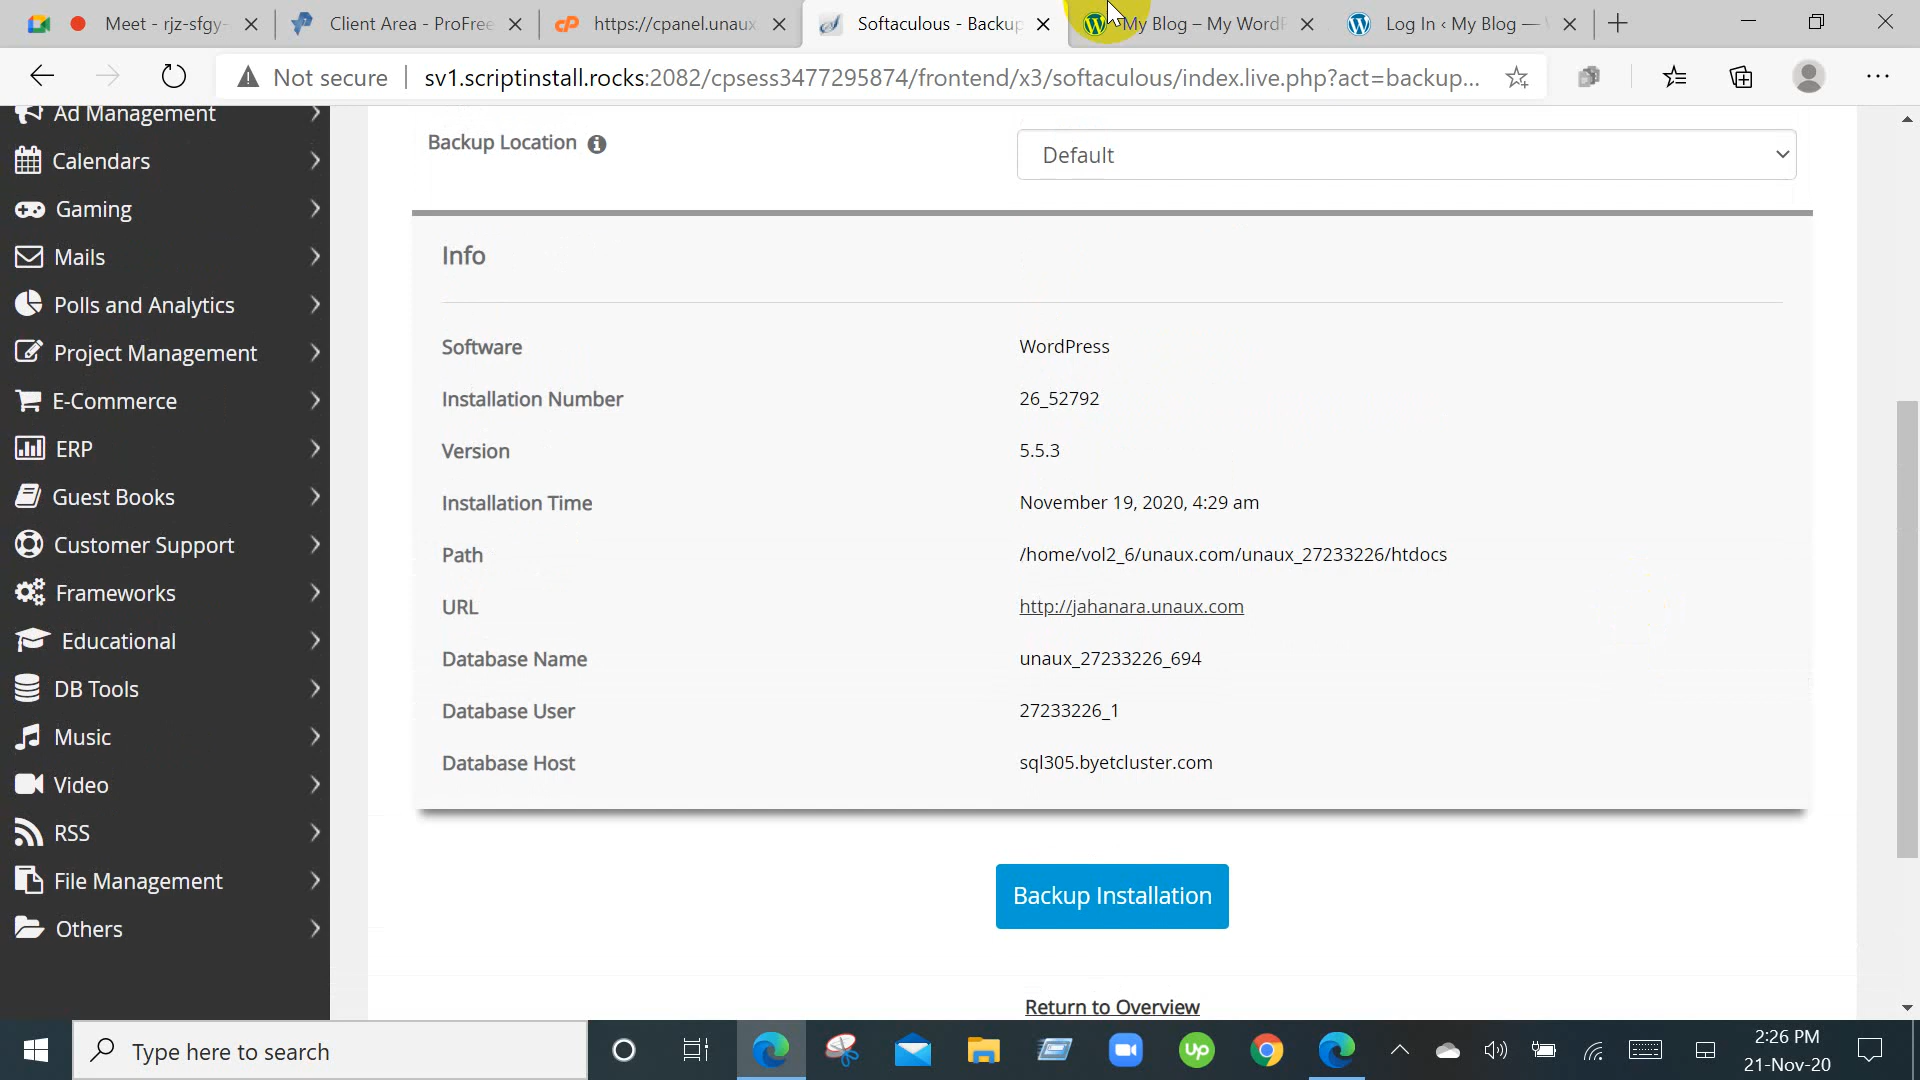 Meet - rjz-sfgy-
Client Area - ProFree
https://cpanel.unaux
Softaculous - Backup
My Blog – My WordP
Log In ‹ My Blog —
Not secure
sv1.scriptinstall.rocks:2082/cpsess3477295874/frontend/x3/softaculous/index.live.php?act=backup...
Ad Management
Calendars
Gaming
Mails
Polls and Analytics
Project Management
E-Commerce
ERP
Guest Books
Customer Support
Frameworks
Educational
DB Tools
Music
Video
RSS
File Management
Others
Backup Location
Default
Info
Software WordPress
Installation Number 26_52792
Version 5.5.3
Installation Time November 19, 2020, 4:29 am
Path /home/vol2_6/unaux.com/unaux_27233226/htdocs
URL http://jahanara.unaux.com
Database Name unaux_27233226_694
Database User 27233226_1
Database Host sql305.byetcluster.com
Backup Installation
Return to Overview
Type here to search
2:26 PM
21-Nov-20